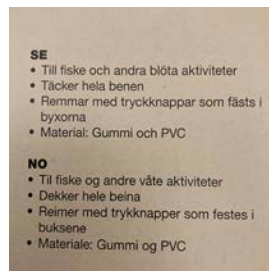 SE
• Till fiske och andra blöta aktiviteter
• Täcker hela benen
• Remmar med tryckknappar som fästs i
byxorna
• Material: Gummi och PVC
NO
• Til fiske og andre våte aktiviteter
• Dekker hele beina
• Reimer med trykknapper som festes i
buksene
• Materiale: Gummi og PVC